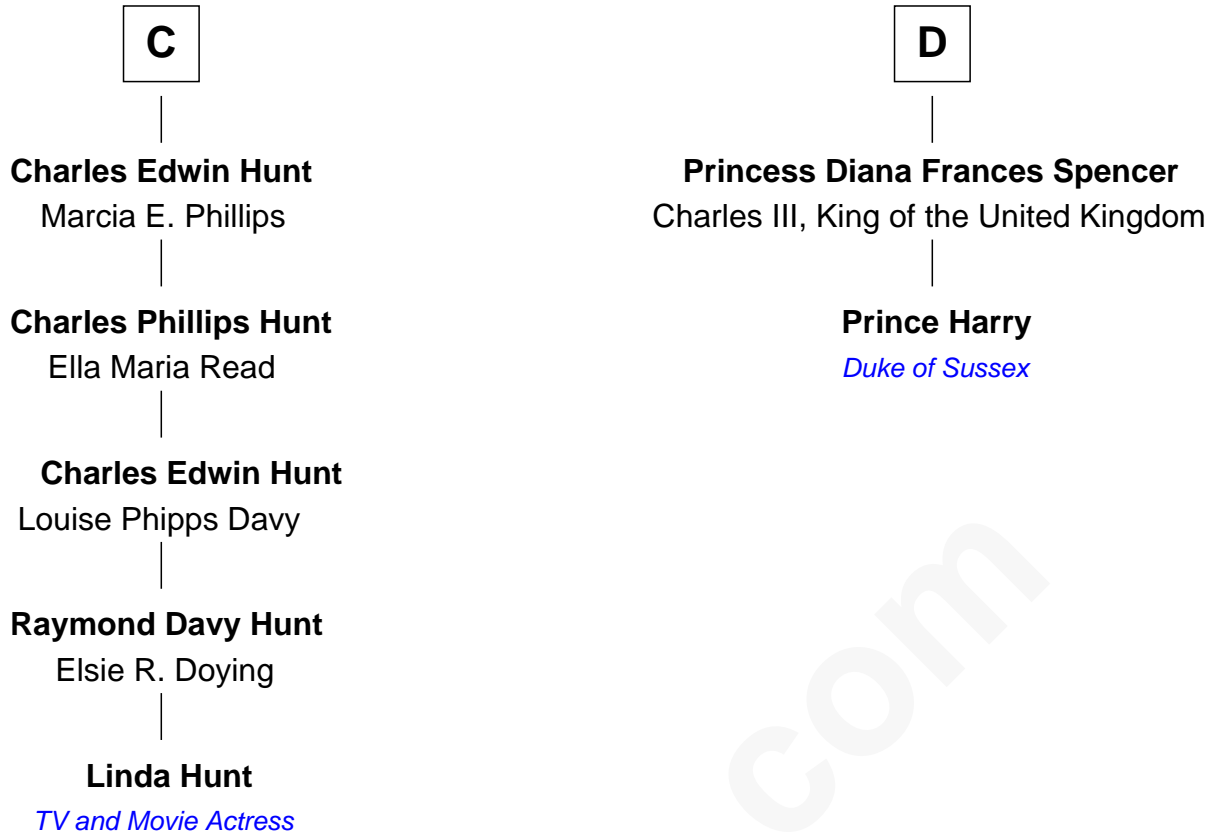 C
Charles Edwin Hunt
Marcia E. Phillips
Charles Phillips Hunt
Ella Maria Read
Charles Edwin Hunt
Louise Phipps Davy
Raymond Davy Hunt
Elsie R. Doying
Linda Hunt
TV and Movie Actress
D
Princess Diana Frances Spencer
Charles III, King of the United Kingdom
Prince Harry
Duke of Sussex
com